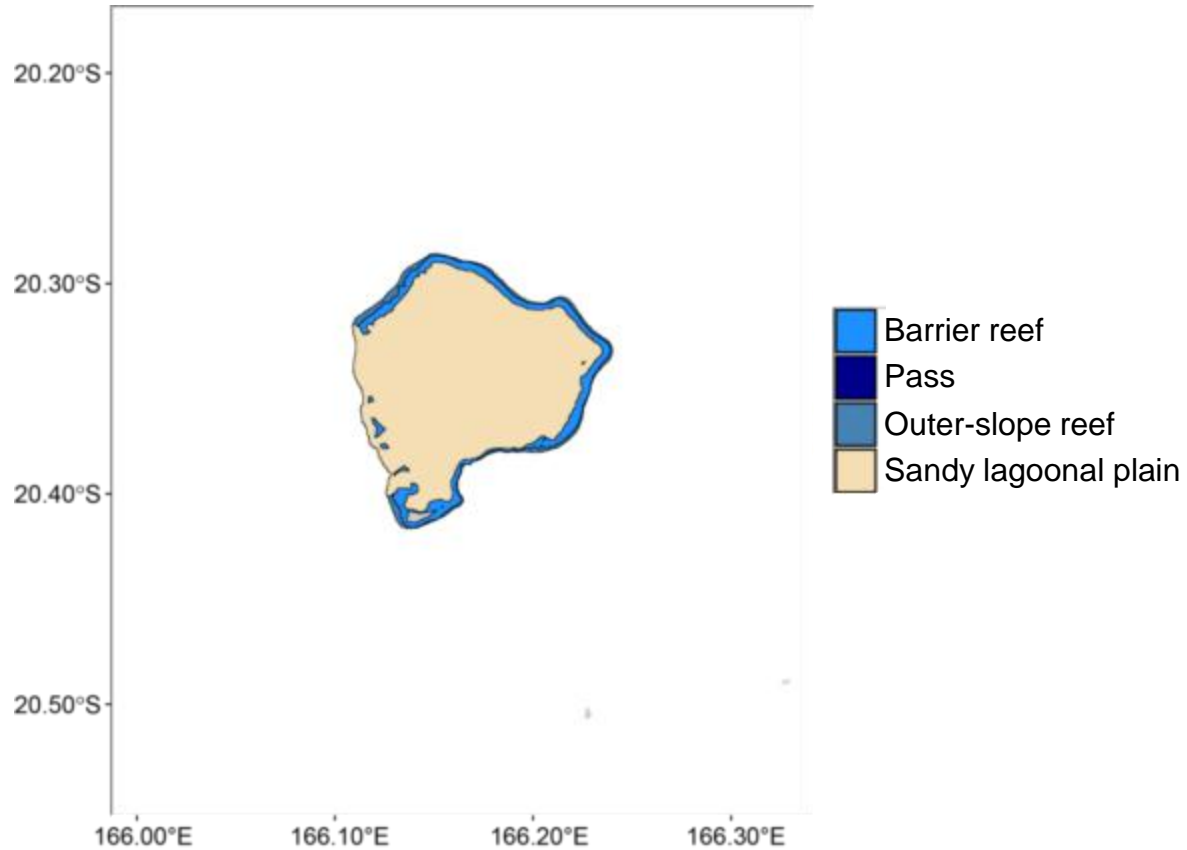 20.20°S
20.30°S
20.40°S
20.50°S
166.00°E 166.10°E 166.20°E 166.30°E
Barrier reef
Pass
Outer-slope reef
Sandy lagoonal plain